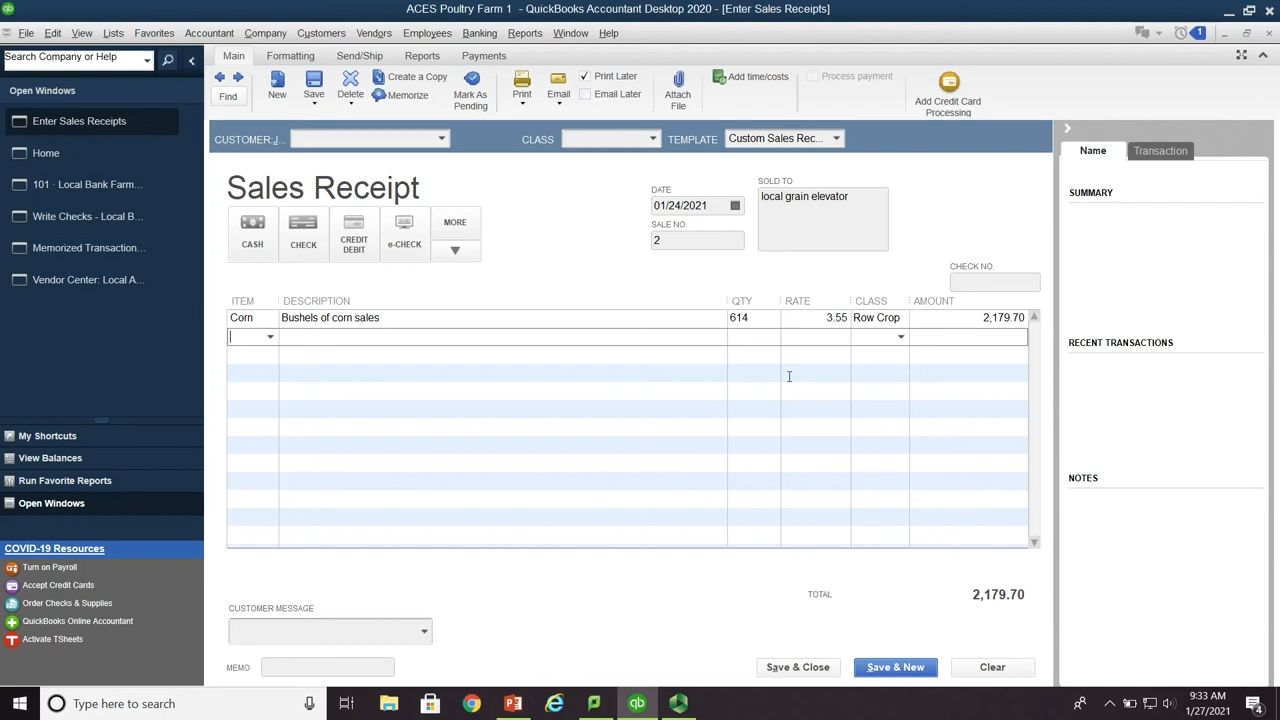 ACES Poultry Farm 1 - QuickBooks Accountant Desktop 2020 - [Enter Sales Receipts]
File Edit View Lists Favorites Accountant Company Customers Vendors Employees Banking Reports Window Help
1
Search Company or Help
Open Windows
Enter Sales Receipts
Home
101 · Local Bank Farm...
Write Checks - Local B...
Memorized Transaction...
Vendor Center: Local A...
My Shortcuts
View Balances
Run Favorite Reports
Open Windows
COVID-19 Resources
Turn on Payroll
Accept Credit Cards
Order Checks & Supplies
QuickBooks Online Accountant
Activate TSheets
Main Formatting Send/Ship Reports Payments
Find
New
Save
Delete
Create a Copy
Memorize
Mark As
Pending
Print
Email
Print Later
Email Later
Attach
File
Add time/costs
Process payment
Add Credit Card
Processing
CUSTOMER:J... CLASS TEMPLATE Custom Sales Rec...
Sales Receipt
CASH
CHECK
CREDIT
DEBIT
e-CHECK
MORE
DATE
01/24/2021
SALE NO.
2
SOLD TO
local grain elevator
CHECK NO.
ITEM DESCRIPTION QTY RATE CLASS AMOUNT
Corn Bushels of corn sales 614 3.55 Row Crop 2,179.70
TOTAL 2,179.70
CUSTOMER MESSAGE
MEMO
Save & Close Save & New Clear
Name Transaction
SUMMARY
RECENT TRANSACTIONS
NOTES
Type here to search
qb
9:33 AM
1/27/2021
4